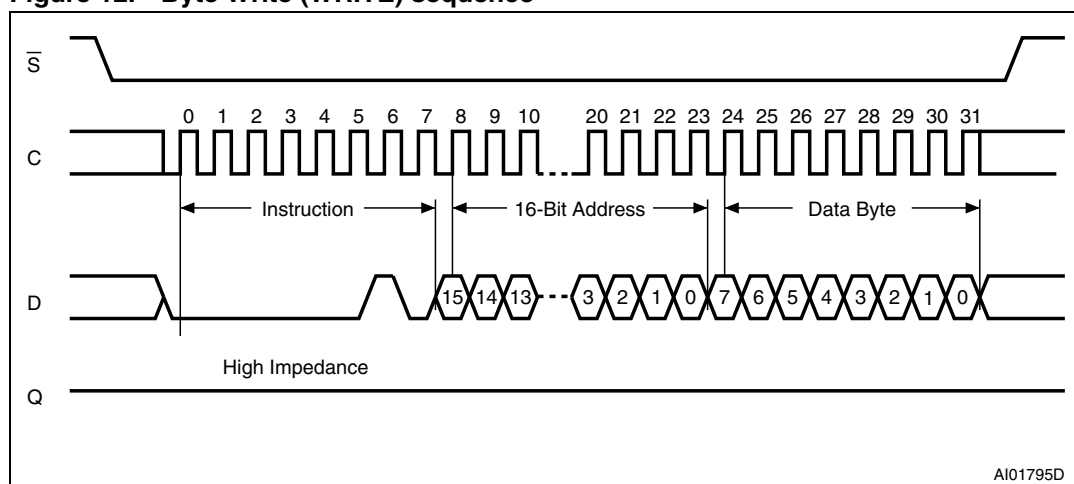 Figure 12. Byte Write (WRITE) sequence
S
0 1 2 3 4 5 6 7 8 9 10 20 21 22 23 24 25 26 27 28 29 30 31
C
Instruction 16-Bit Address Data Byte
D 15 14 13 3 2 1 0 7 6 5 4 3 2 1 0
High Impedance
Q
AI01795D